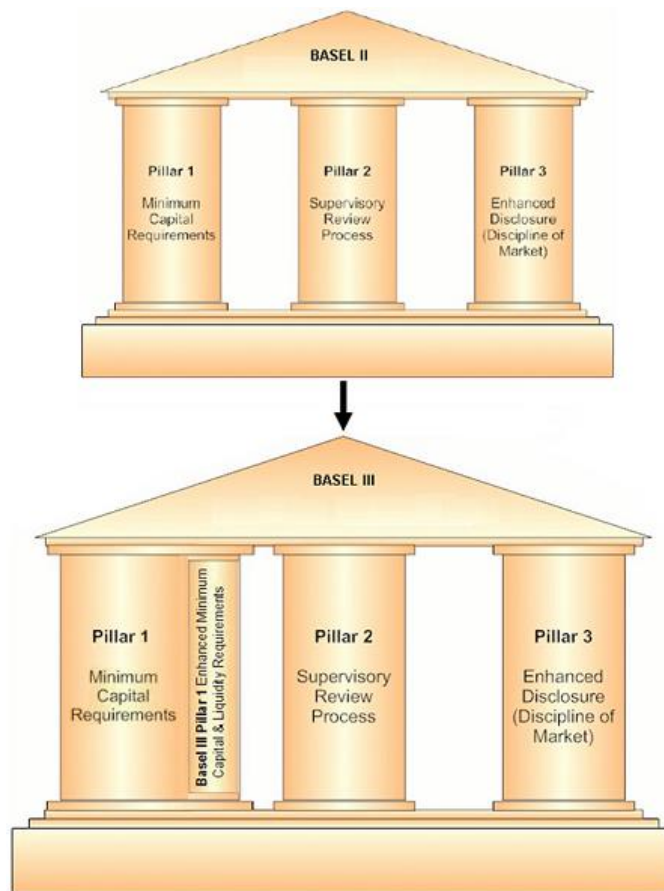 BASEL II
Pillar 1
Minimum
Capital
Requirements
Pillar 2
Supervisory
Review
Process
Pillar 3
Enhanced
Disclosure
(Discipline of
Market)
BASEL III
Pillar 1
Minimum
Capital
Requirements
Basel III Pillar 1 Enhanced Minimum
Capital & Liquidity Requirements
Pillar 2
Supervisory
Review
Process
Pillar 3
Enhanced
Disclosure
(Discipline of
Market)